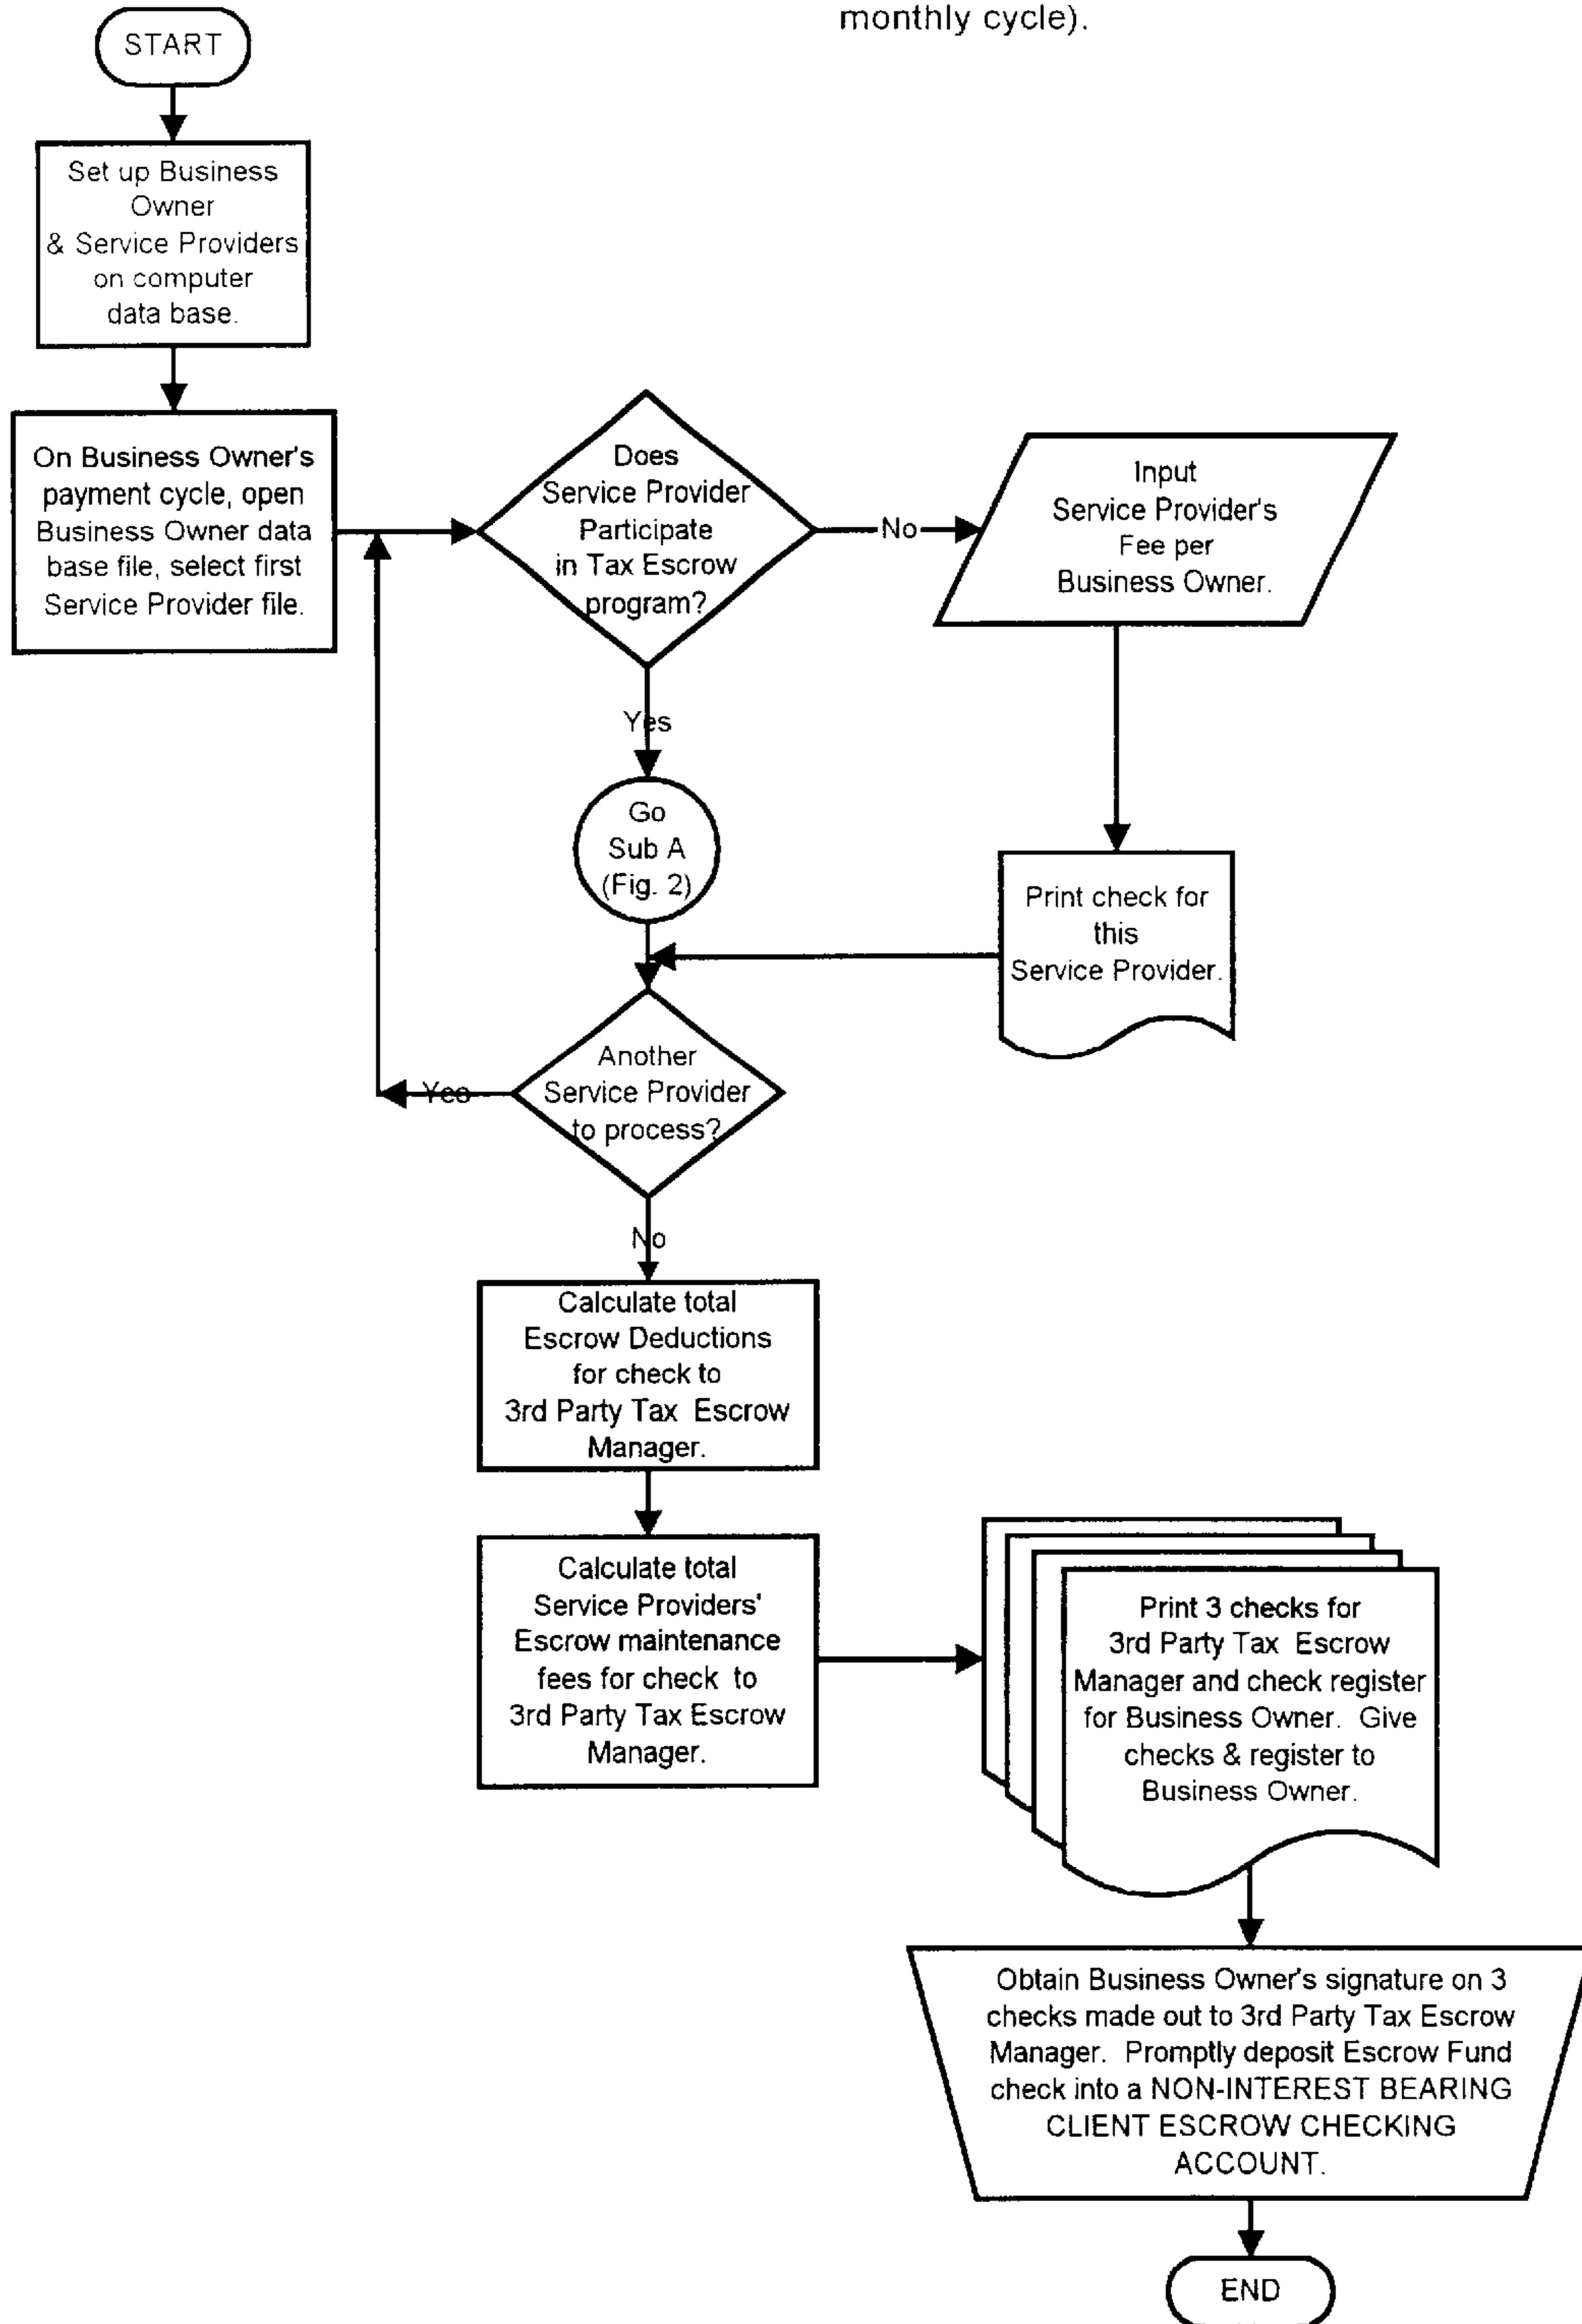 monthly cycle).
START
Set up Business
Owner
& Service Providers
on computer
data base.
On Business Owner's
payment cycle, open
Business Owner data
base file, select first
Service Provider file.
Does
Service Provider
Participate
in Tax Escrow
program?
No
Input
Service Provider's
Fee per
Business Owner.
Yes
Go
Sub A
(Fig. 2)
Print check for
this
Service Provider.
Another
Service Provider
to process?
Yes
No
Calculate total
Escrow Deductions
for check to
3rd Party Tax Escrow
Manager.
Calculate total
Service Providers'
Escrow maintenance
fees for check to
3rd Party Tax Escrow
Manager.
Print 3 checks for
3rd Party Tax Escrow
Manager and check register
for Business Owner. Give
checks & register to
Business Owner.
Obtain Business Owner's signature on 3
checks made out to 3rd Party Tax Escrow
Manager. Promptly deposit Escrow Fund
check into a NON-INTEREST BEARING
CLIENT ESCROW CHECKING
ACCOUNT.
END